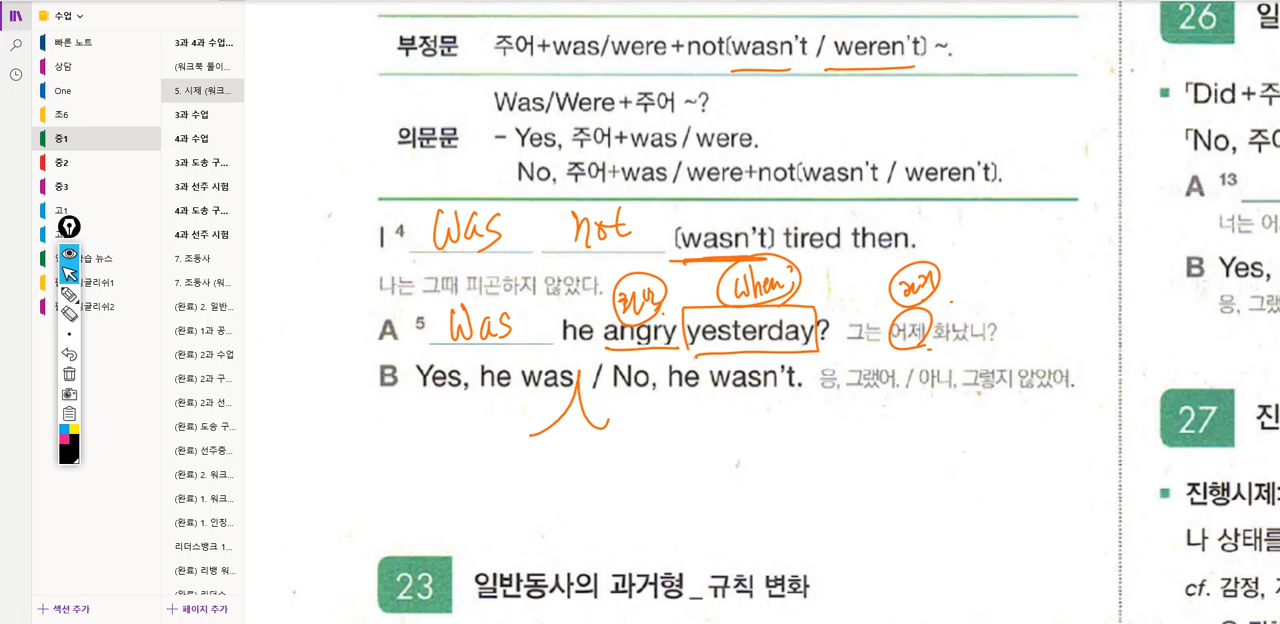 수업
빠른 노트
상담
One
초6
중1
중2
중3
고1
습 뉴스
글리쉬1
글리쉬2
섹션 추가
3과 4과 수업...
(워크북 풀이...
5. 시제 (워크...
3과 수업
4과 수업
3과 도송 구...
3과 선주 시험
4과 도송 구...
4과 선주 시험
7. 조동사
7. 조동사 (워...
(완료) 2. 일반...
(완료) 1과 공...
(완료) 2과 수업
(완료) 2과 구...
(완료) 2과 선...
(완료) 도송 구...
(완료) 선주중...
(완료) 2. 워크...
(완료) 1. 워크...
(완료) 1. 인칭...
리더스뱅크 1...
(완료) 리뱅 워...
페이지 추가
부정문 주어+was/were+not(wasn't / weren't) ~.
Was/Were+주어 ~?
의문문 - Yes, 주어+was/were.
No, 주어+was/were+not(wasn't / weren't).
I 4 was not (wasn't) tired then.
나는 그때 피곤하지 않았다.
when;
과거
A 5 Was he angry yesterday? 그는 어제 화났니?
B Yes, he was. / No, he wasn't. 응, 그랬어. / 아니, 그렇지 않았어.
23 일반동사의 과거형_규칙 변화
26 일
「Did+주
「No, 주어
A 13
너는 어
B Yes,
응, 그랬
27 진
진행시제:
나 상태를
cf. 감정,